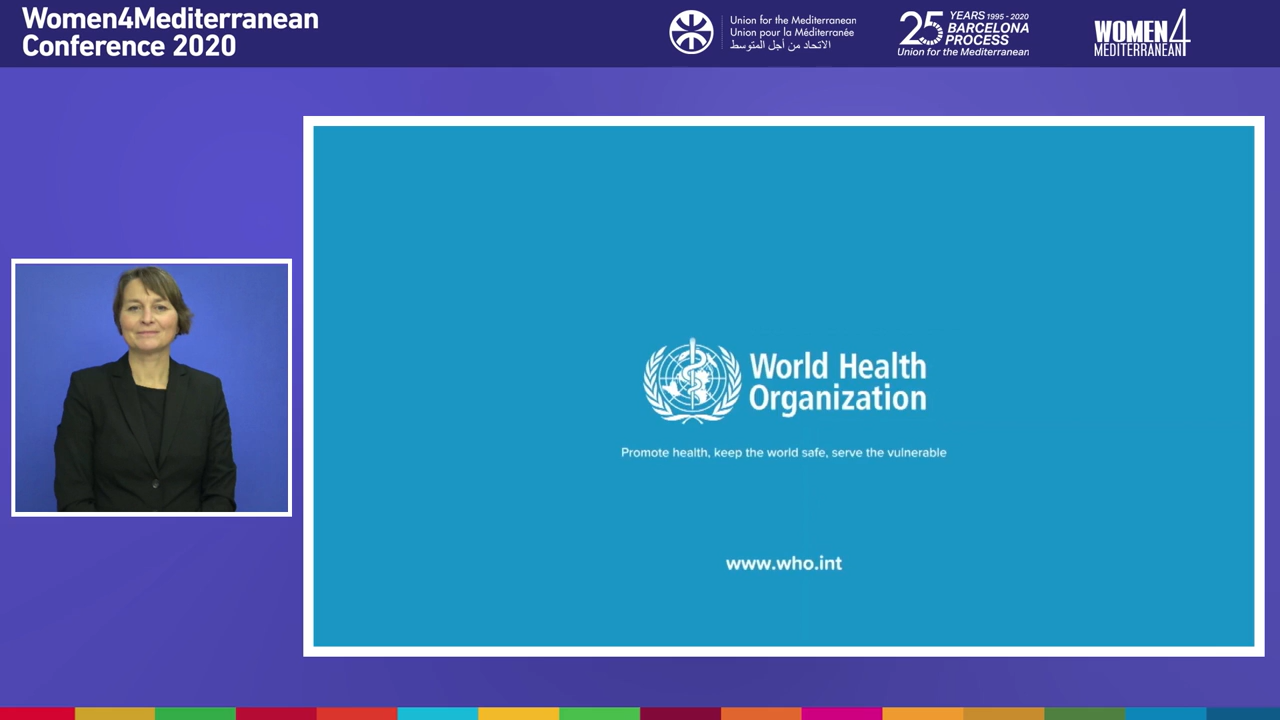 Women4Mediterranean
Conference 2020
Union for the Mediterranean
Union pour la Méditerranée
الاتحاد من أجل المتوسط
25 YEARS 1995 - 2020
BARCELONA
PROCESS
Union for the Mediterranean
WOMEN4
MEDITERRANEAN
World Health
Organization
Promote health, keep the world safe, serve the vulnerable
www.who.int